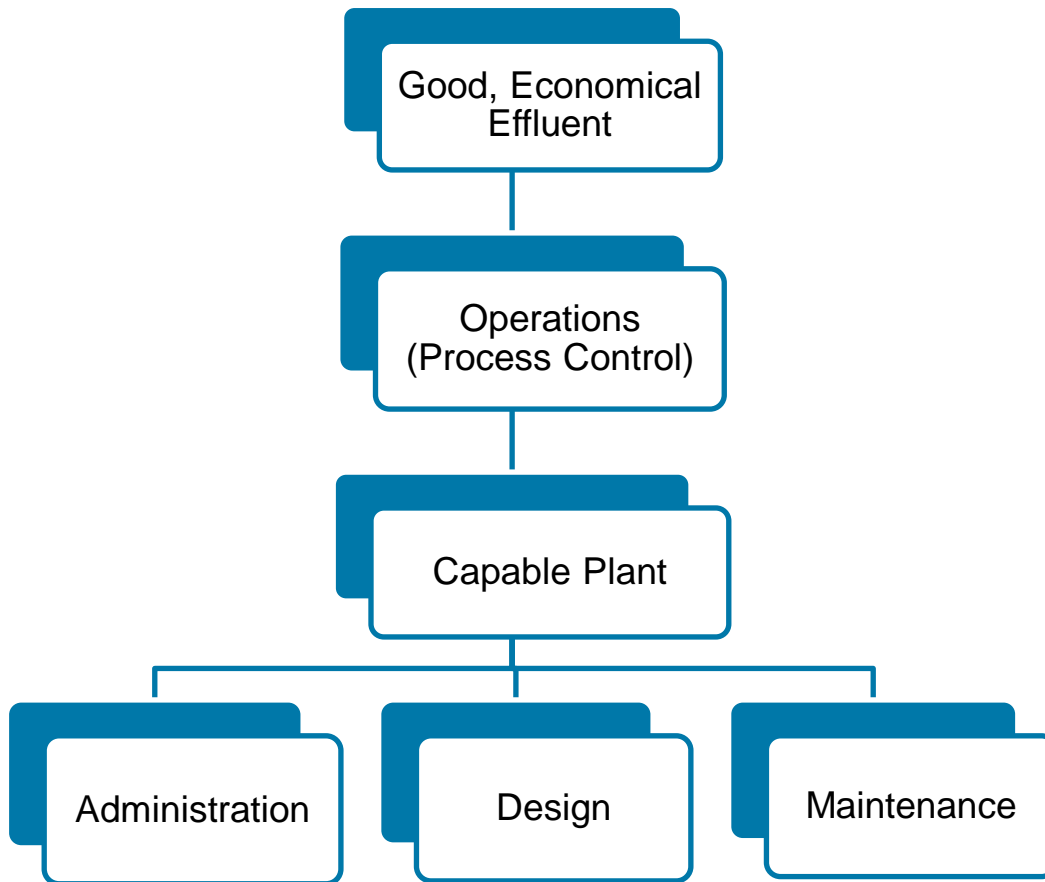 Good, Economical
Effluent
Operations
(Process Control)
Capable Plant
Administration
Design
Maintenance